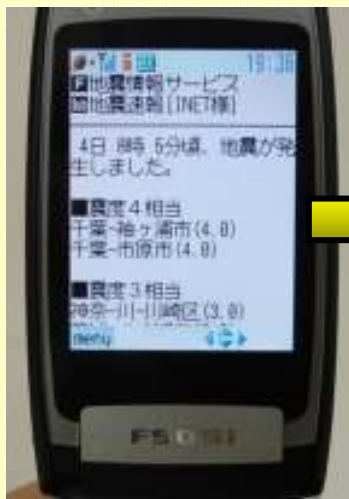 19:36
地震情報サービス
地震速報[INET様]
4日 8時 5分頃、地震が発
生しました。
■震度４相当
千葉-袖ヶ浦市(4.0)
千葉-市原市(4.0)
■震度３相当
神奈-川-川崎区(3.0)
menu